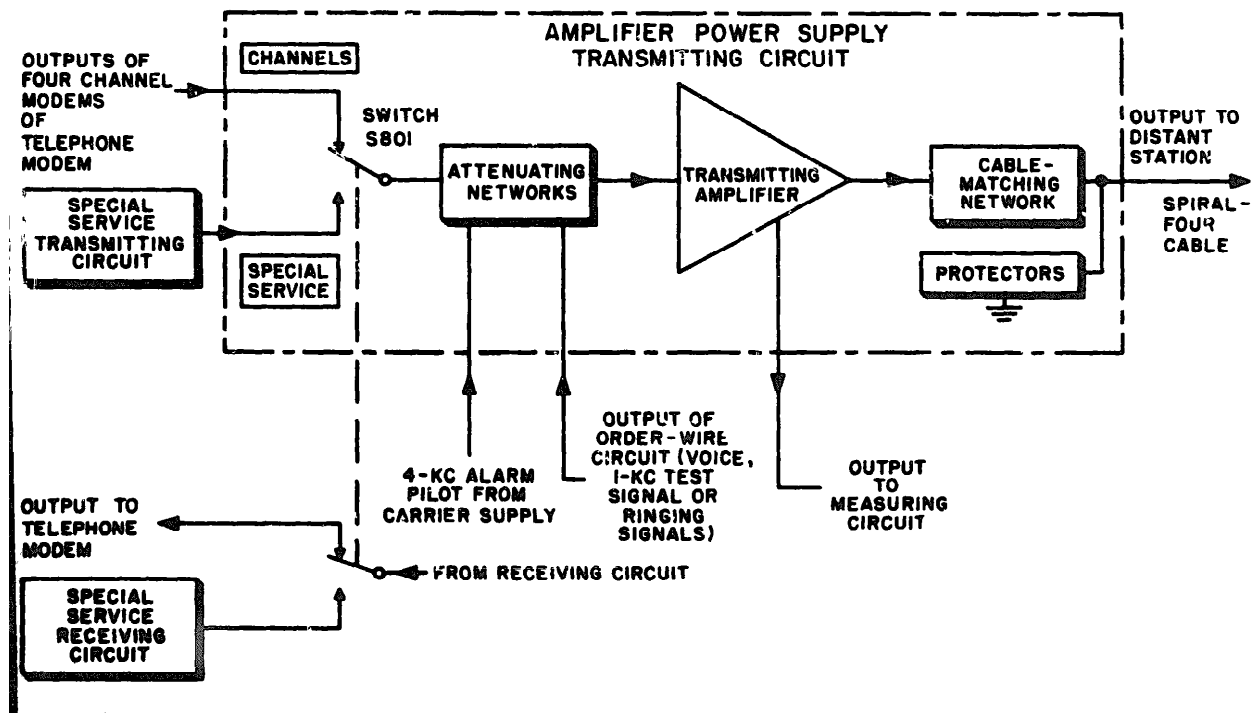 AMPLIFIER POWER SUPPLY
TRANSMITTING CIRCUIT
OUTPUTS OF
FOUR CHANNEL
MODEMS
OF
TELEPHONE
MODEM
CHANNELS
SWITCH
S801
SPECIAL
SERVICE
TRANSMITTING
CIRCUIT
SPECIAL
SERVICE
ATTENUATING
NETWORKS
TRANSMITTING
AMPLIFIER
CABLE-
MATCHING
NETWORK
PROTECTORS
OUTPUT TO
DISTANT
STATION
SPIRAL-
FOUR
CABLE
4-KC ALARM
PILOT FROM
CARRIER SUPPLY
OUTPUT OF
ORDER-WIRE
CIRCUIT (VOICE,
1-KC TEST
SIGNAL OR
RINGING
SIGNALS)
OUTPUT
TO
MEASURING
CIRCUIT
OUTPUT TO
TELEPHONE
MODEM
FROM RECEIVING CIRCUIT
SPECIAL
SERVICE
RECEIVING
CIRCUIT